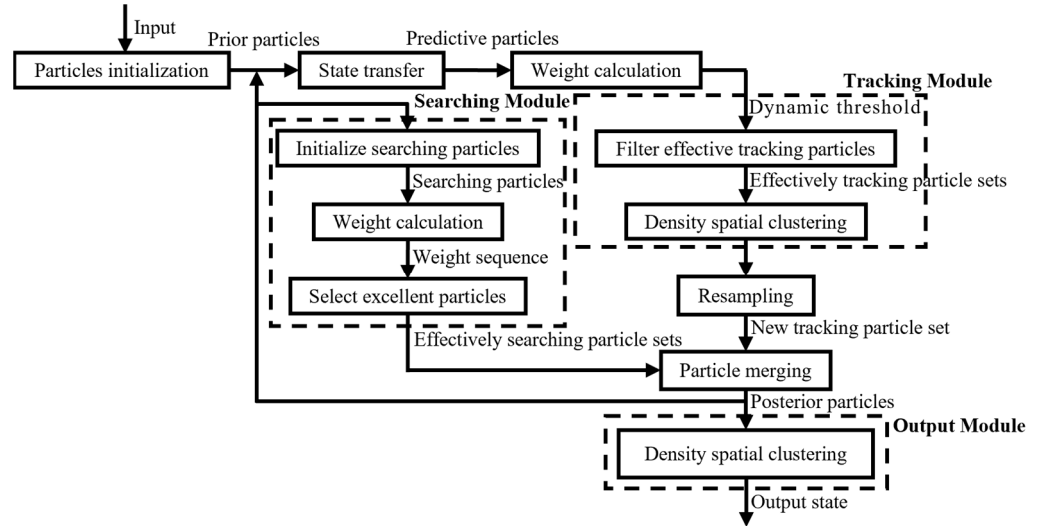 Input
Prior particles
Predictive particles
Particles initialization
State transfer
Weight calculation
Tracking Module
Searching Module
Dynamic threshold
Initialize searching particles
Filter effective tracking particles
Searching particles
Effectively tracking particle sets
Weight calculation
Density spatial clustering
Weight sequence
Select excellent particles
Resampling
Effectively searching particle sets
New tracking particle set
Particle merging
Posterior particles
Output Module
Density spatial clustering
Output state